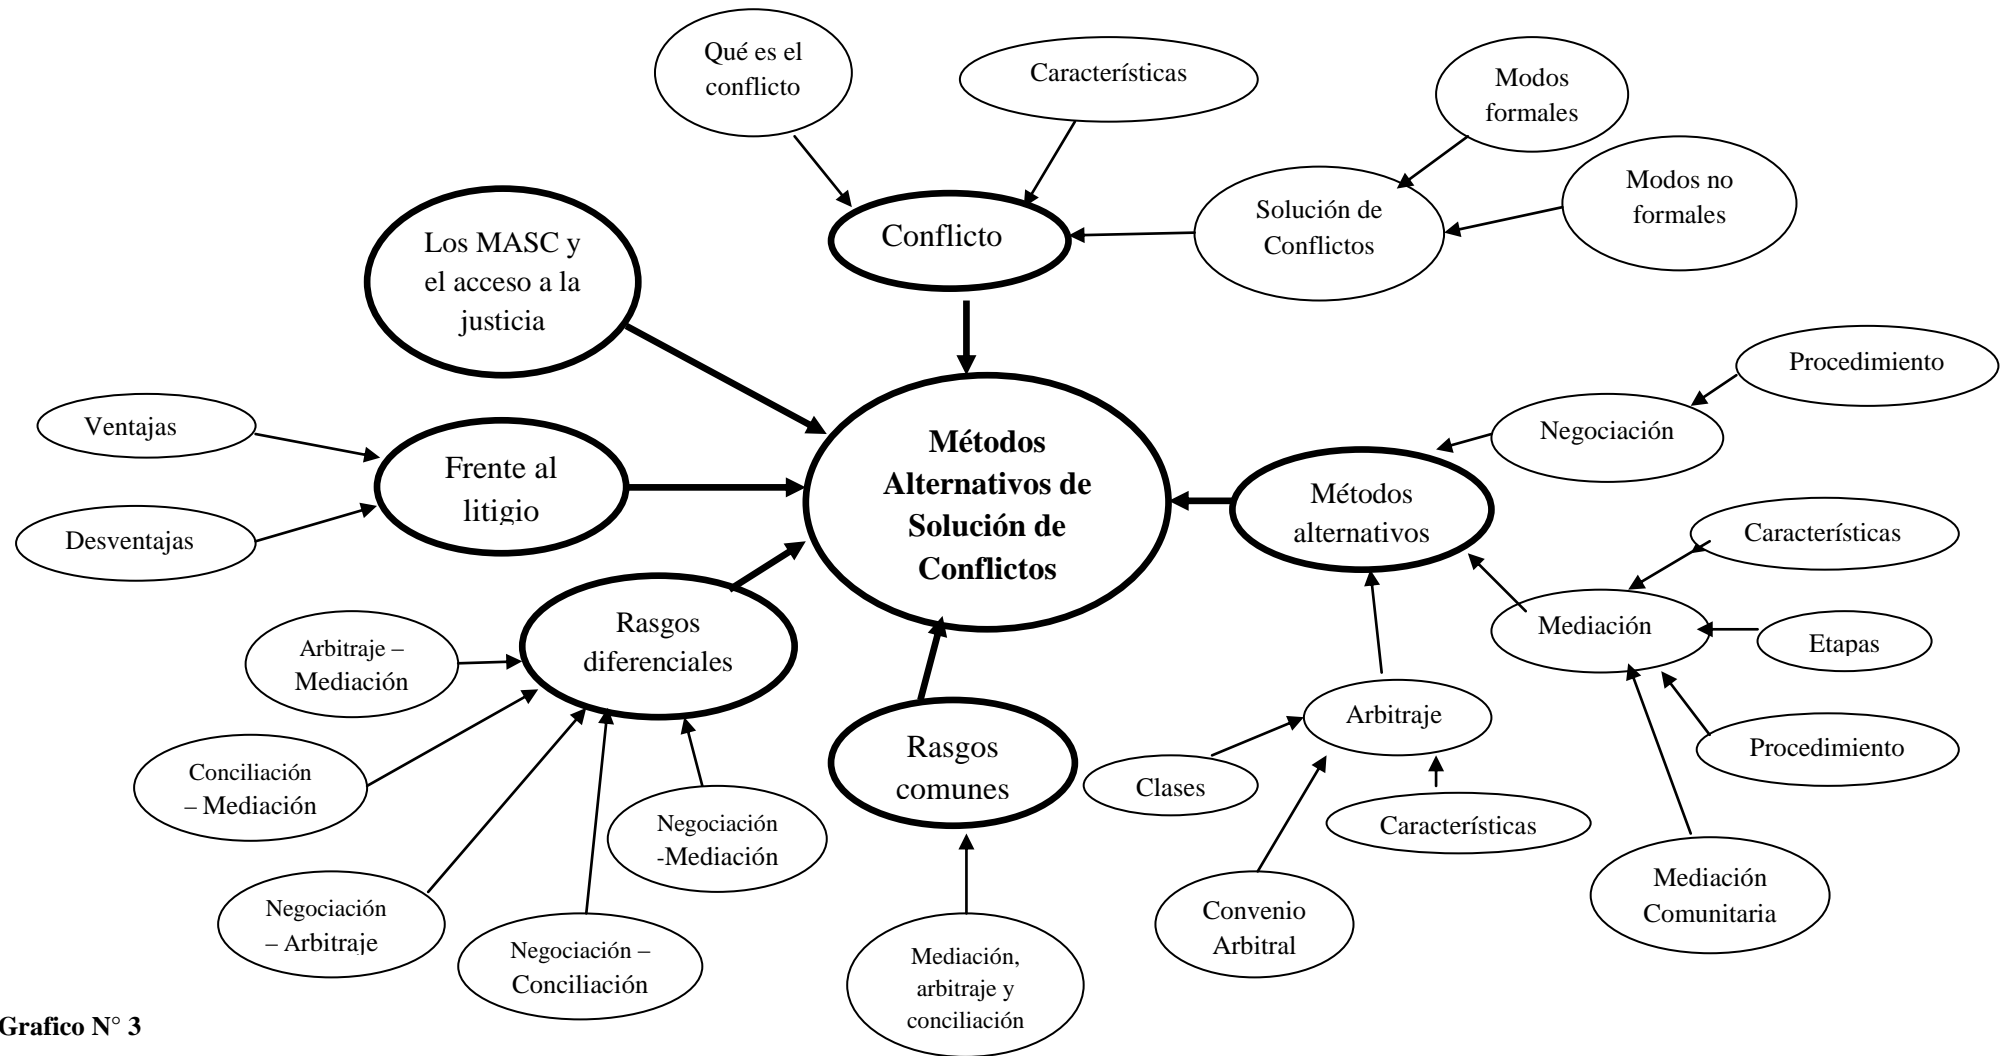 Qué es el
conflicto
Características
Modos
formales
Modos no
formales
Solución de
Conflictos
Conflicto
Los MASC y
el acceso a la
justicia
Procedimiento
Negociación
Ventajas
Frente al
litigio
Desventajas
Métodos
Alternativos de
Solución de
Conflictos
Métodos
alternativos
Características
Mediación
Etapas
Procedimiento
Mediación
Comunitaria
Rasgos
diferenciales
Arbitraje –
Mediación
Conciliación
– Mediación
Negociación
– Arbitraje
Negociación –
Conciliación
Negociación
-Mediación
Rasgos
comunes
Mediación,
arbitraje y
conciliación
Arbitraje
Clases
Convenio
Arbitral
Características
Grafico N° 3